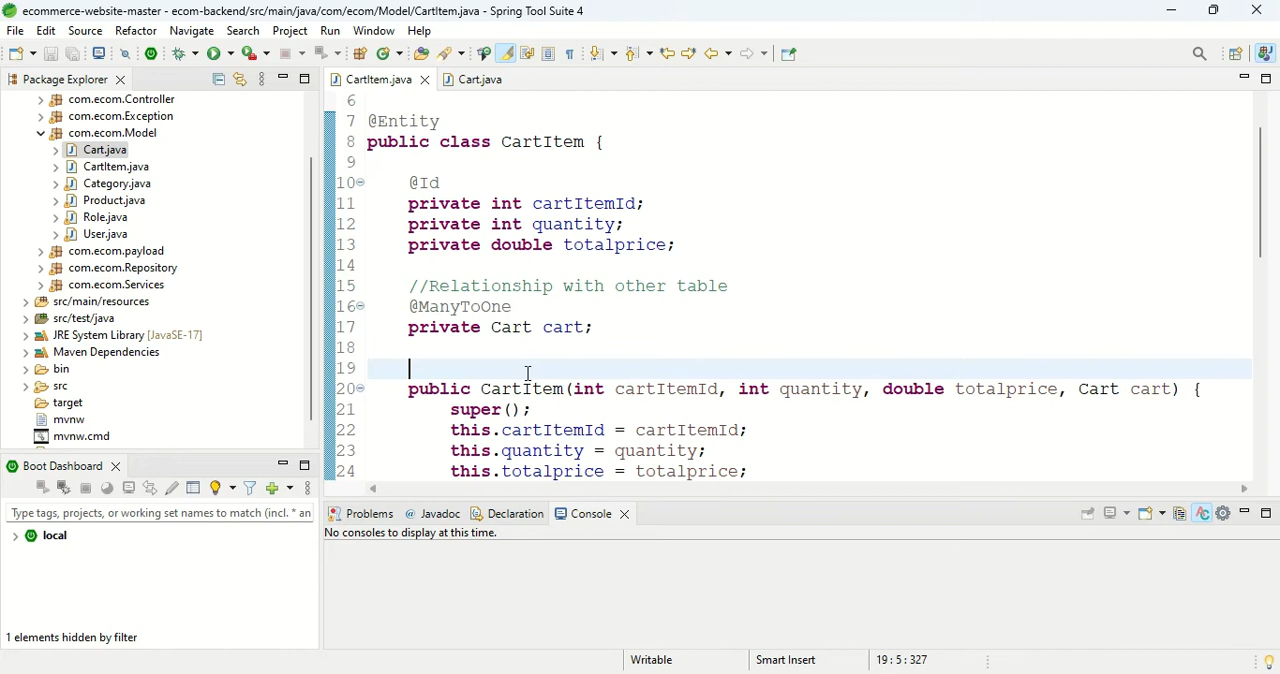 ecommerce-website-master - ecom-backend/src/main/java/com/ecom/Model/CartItem.java - Spring Tool Suite 4
File Edit Source Refactor Navigate Search Project Run Window Help
Package Explorer
CartItem.java
Cart.java
com.ecom.Controller
com.ecom.Exception
com.ecom.Model
Cart.java
CartItem.java
Category.java
Product.java
Role.java
User.java
com.ecom.payload
com.ecom.Repository
com.ecom.Services
src/main/resources
src/test/java
JRE System Library [JavaSE-17]
Maven Dependencies
bin
src
target
mvnw
mvnw.cmd
6
7 @Entity
8 public class CartItem {
9
10 @Id
11 private int cartItemId;
12 private int quantity;
13 private double totalprice;
14
15 //Relationship with other table
16 @ManyToOne
17 private Cart cart;
18
19
20 public CartItem(int cartItemId, int quantity, double totalprice, Cart cart) {
21 super();
22 this.cartItemId = cartItemId;
23 this.quantity = quantity;
24 this.totalprice = totalprice;
Boot Dashboard
Type tags, projects, or working set names to match (incl. * an
local
1 elements hidden by filter
Problems @ Javadoc Declaration Console
No consoles to display at this time.
Writable Smart Insert 19 : 5 : 327